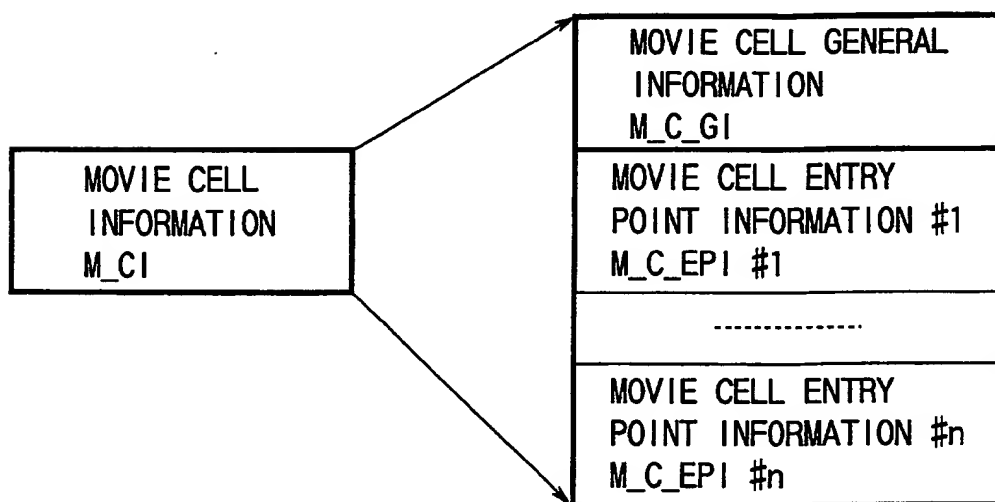 MOVIE CELL
INFORMATION
M_CI
MOVIE CELL GENERAL
INFORMATION
M_C_GI
MOVIE CELL ENTRY
POINT INFORMATION #1
M_C_EPI #1
MOVIE CELL ENTRY
POINT INFORMATION #n
M_C_EPI #n